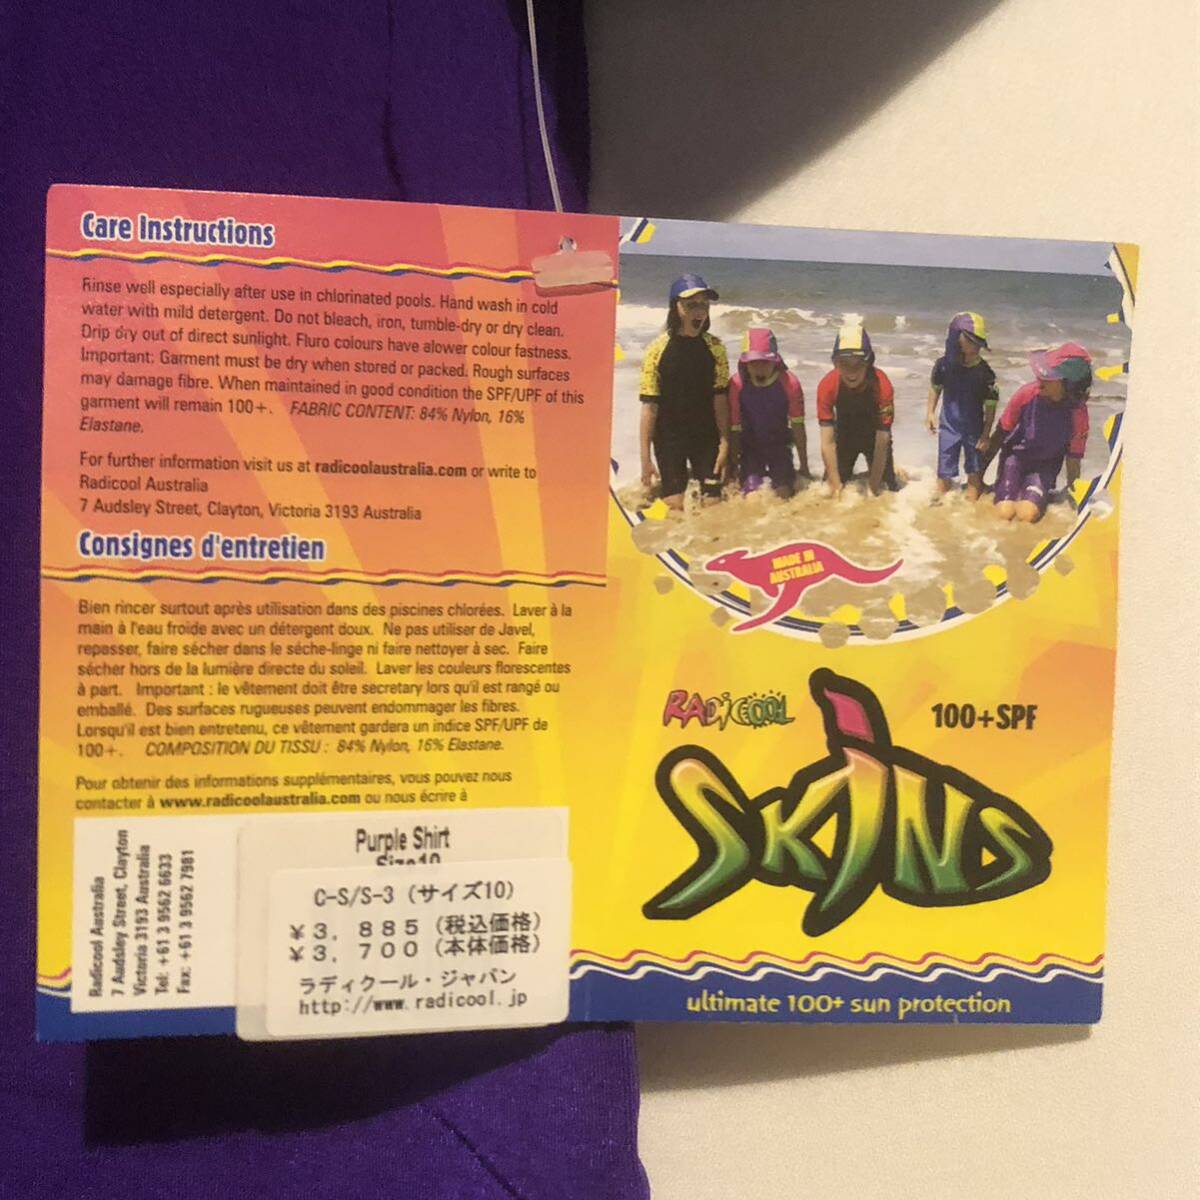 Care Instructions
Rinse well especially after use in chlorinated pools. Hand wash in cold
water with mild detergent. Do not bleach, iron, tumble-dry or dry clean.
Drip dry out of direct sunlight. Fluro colours have alower colour fastness.
Important: Garment must be dry when stored or packed. Rough surfaces
may damage fibre. When maintained in good condition the SPF/UPF of this
garment will remain 100+. FABRIC CONTENT: 84% Nylon, 16%
Elastane.
For further information visit us at radicoolaustralia.com or write to
Radicool Australia
7 Audsley Street, Clayton, Victoria 3193 Australia
Consignes d'entretien
Bien rincer surtout après utilisation dans des piscines chlorées. Laver à la
main à l'eau froide avec un détergent doux. Ne pas utiliser de Javel,
repasser, faire sécher dans le séche-linge ni faire nettoyer à sec. Faire
sécher hors de la lumière directe du soleil. Laver les couleurs florescentes
à part. Important : le vêtement doit être secretary lors qu'il est rangé ou
emballé. Des surfaces rugueuses peuvent endommager les fibres.
Lorsqu'il est bien entretenu, ce vêtement gardera un indice SPF/UPF de
100+. COMPOSITION DU TISSU : 84% Nylon, 16% Elastane.
Pour obtenir des informations supplémentaires, vous pouvez nous
contacter à www.radicoolaustralia.com ou nous écrire à
Radicool Australia
7 Audsley Street, Clayton
Victoria 3193 Australia
Tel: +61 3 9562 6633
Fax: +61 3 9562 7981
Purple Shirt
Size10
C-S/S-3 (サイズ10)
¥3,885(税込価格)
¥3,700(本体価格)
ラディクール・ジャパン
http://www.radicool.jp
MADE IN
AUSTRALIA
RADiCOOL
100+SPF
SKiNS
ultimate 100+ sun protection